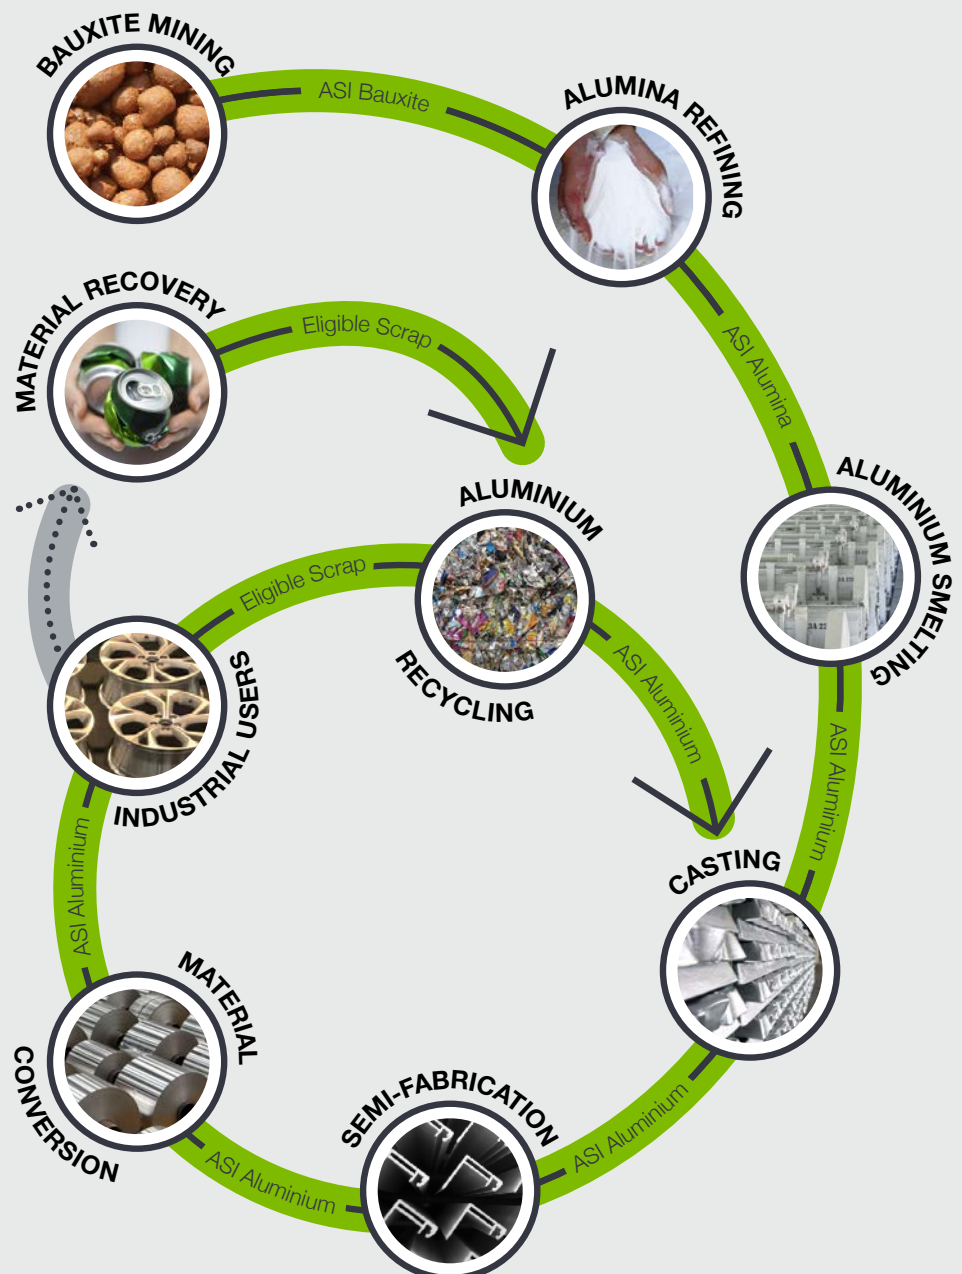 BAUXITE MINING
ASI Bauxite
ALUMINA REFINING
ASI Alumina
MATERIAL RECOVERY
Eligible Scrap
ALUMINIUM SMELTING
ASI Aluminium
ALUMINIUM
RECYCLING
Eligible Scrap
ASI Aluminium
INDUSTRIAL USERS
ASI Aluminium
CASTING
ASI Aluminium
SEMI-FABRICATION
ASI Aluminium
MATERIAL
CONVERSION